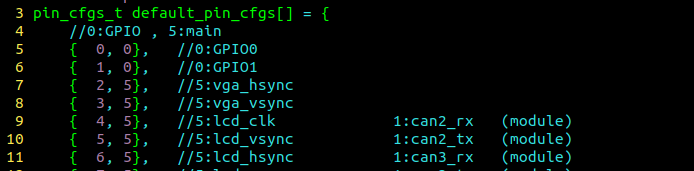 3 pin_cfgs_t default_pin_cfgs[] = {
4 //0:GPIO , 5:main
5 { 0, 0}, //0:GPIO0
6 { 1, 0}, //0:GPIO1
7 { 2, 5}, //5:vga_hsync
8 { 3, 5}, //5:vga_vsync
9 { 4, 5}, //5:lcd_clk 1:can2_rx (module)
10 { 5, 5}, //5:lcd_vsync 1:can2_tx (module)
11 { 6, 5}, //5:lcd_hsync 1:can3_rx (module)